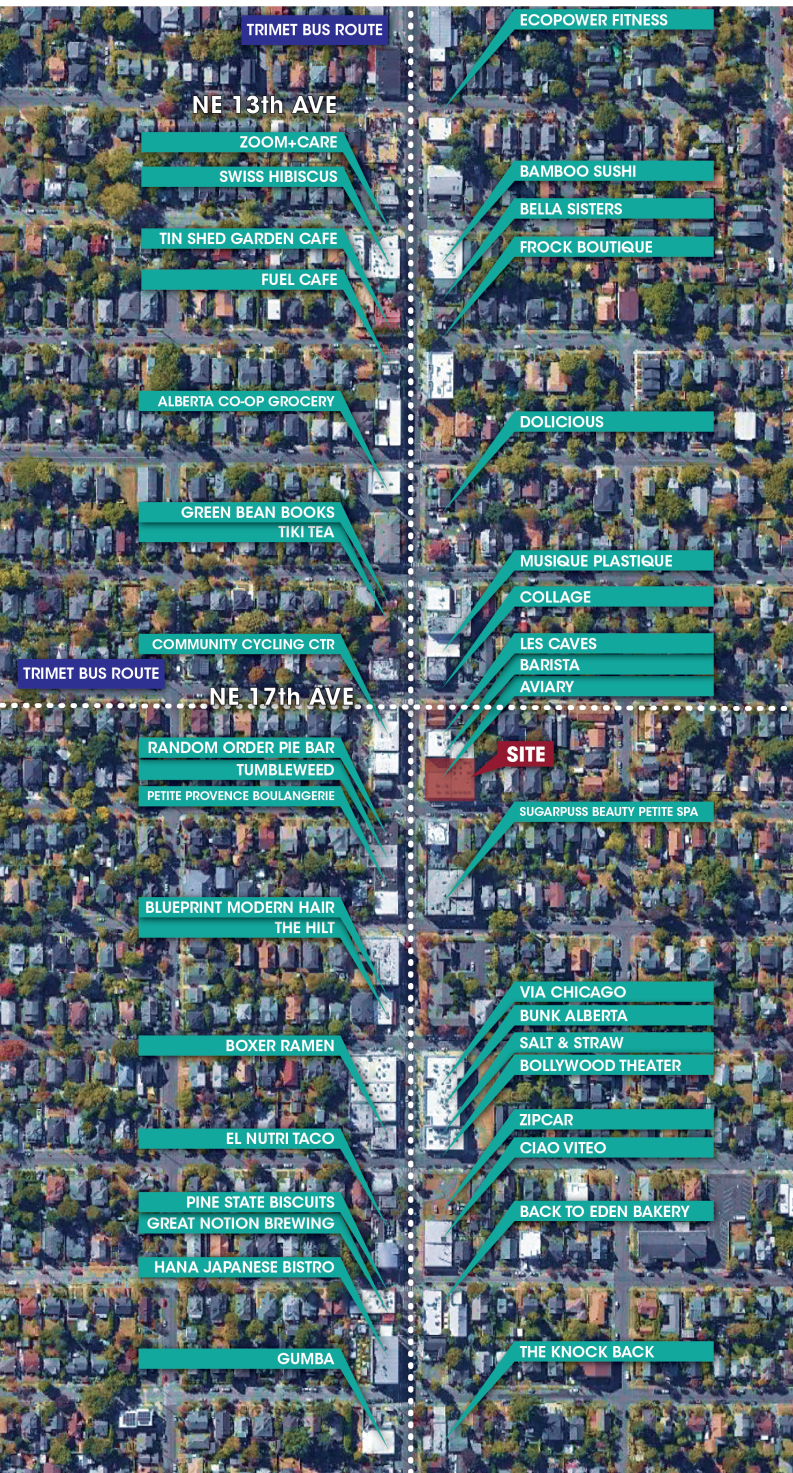 TRIMET BUS ROUTE
ECOPOWER FITNESS
NE 13th AVE
ZOOM+CARE
SWISS HIBISCUS
BAMBOO SUSHI
BELLA SISTERS
TIN SHED GARDEN CAFE
FROCK BOUTIQUE
FUEL CAFE
ALBERTA CO-OP GROCERY
DOLICIOUS
GREEN BEAN BOOKS
TIKI TEA
MUSIQUE PLASTIQUE
COLLAGE
COMMUNITY CYCLING CTR
LES CAVES
BARISTA
AVIARY
TRIMET BUS ROUTE
NE 17th AVE
RANDOM ORDER PIE BAR
TUMBLEWEED
PETITE PROVENCE BOULANGERIE
SITE
SUGARPUSS BEAUTY PETITE SPA
BLUEPRINT MODERN HAIR
THE HILT
VIA CHICAGO
BUNK ALBERTA
SALT & STRAW
BOLLYWOOD THEATER
BOXER RAMEN
ZIPCAR
CIAO VITEO
EL NUTRI TACO
PINE STATE BISCUITS
GREAT NOTION BREWING
BACK TO EDEN BAKERY
HANA JAPANESE BISTRO
THE KNOCK BACK
GUMBA